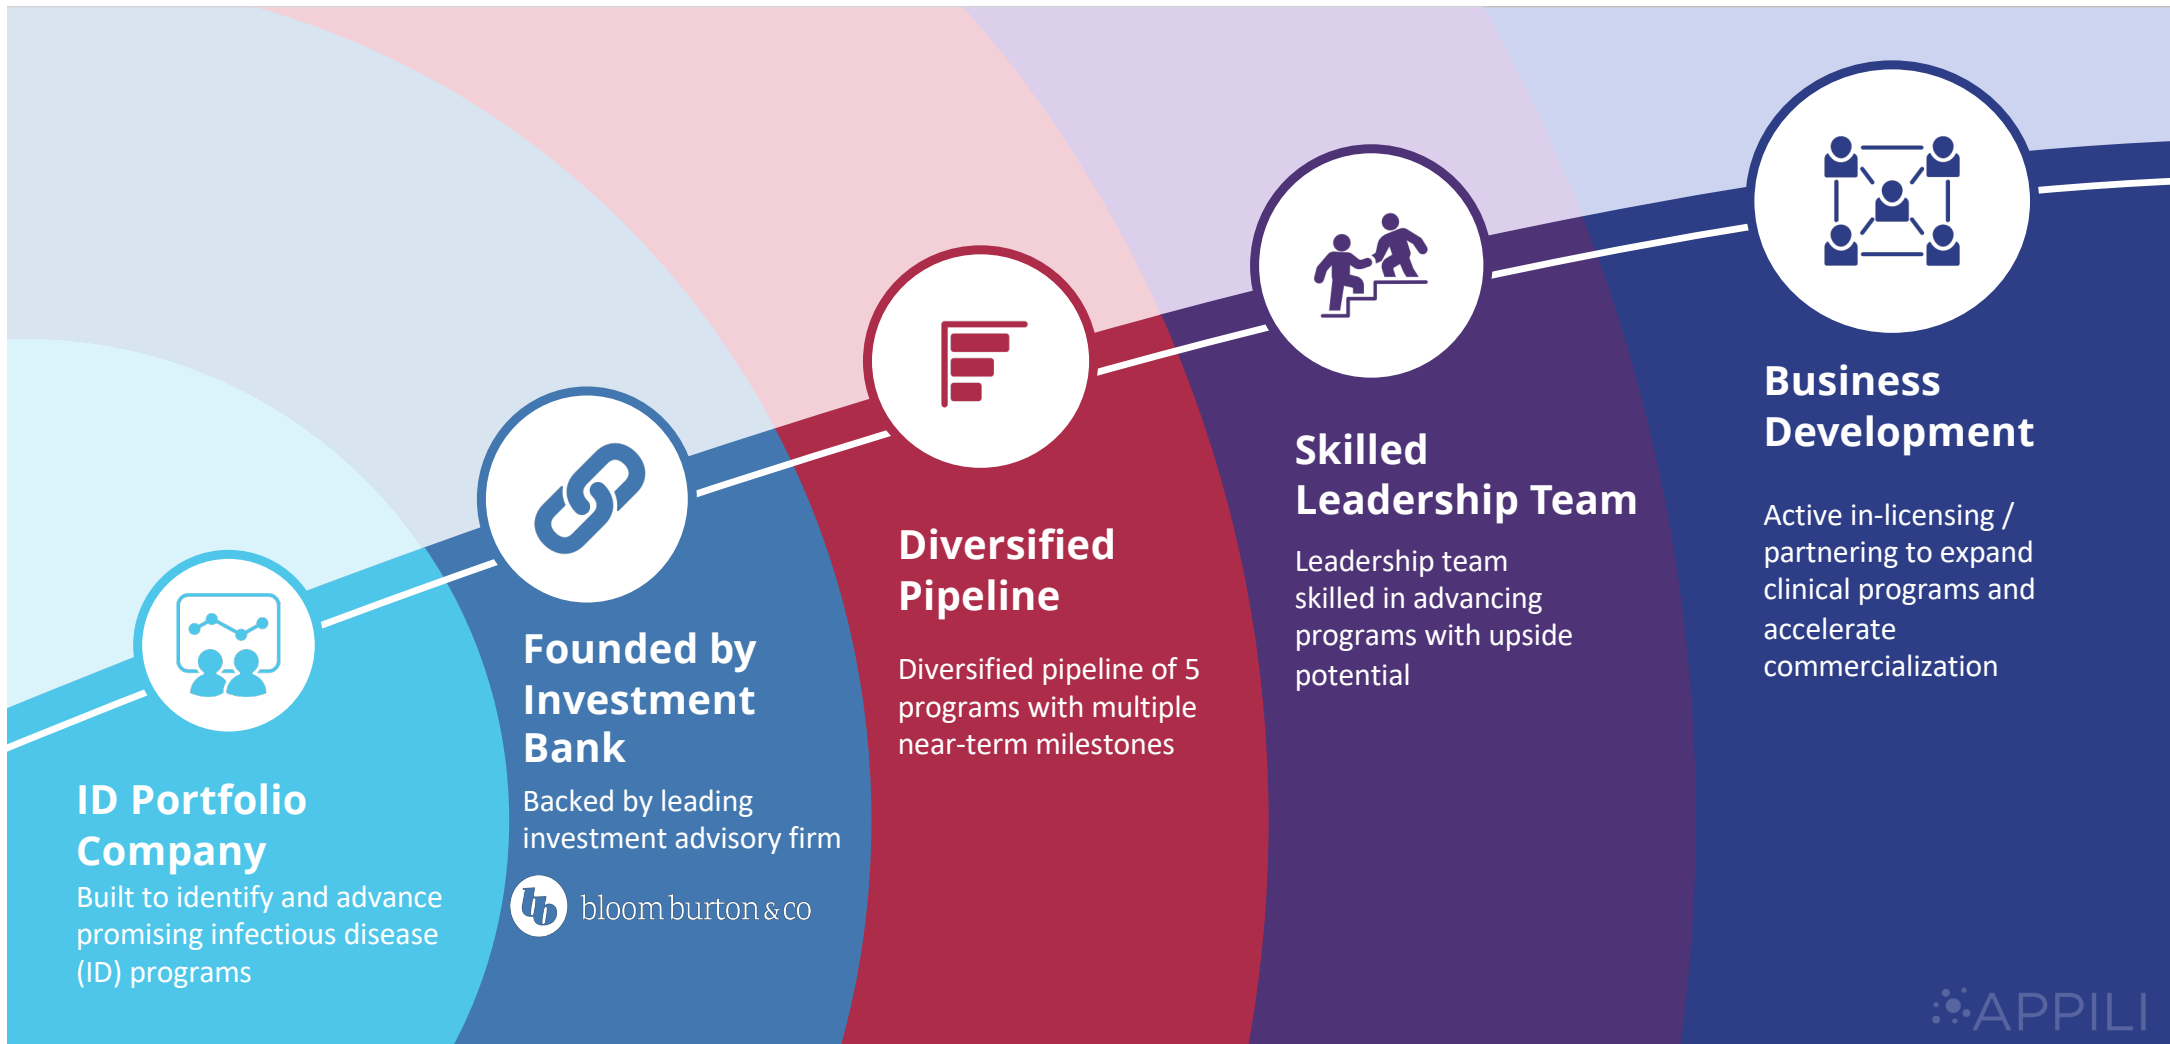 ID Portfolio
Company
Built to identify and advance
promising infectious disease
(ID) programs
Founded by
Investment
Bank
Backed by leading
investment advisory firm
bb bloom burton & co
Diversified
Pipeline
Diversified pipeline of 5
programs with multiple
near-term milestones
Skilled
Leadership Team
Leadership team
skilled in advancing
programs with upside
potential
Business
Development
Active in-licensing /
partnering to expand
clinical programs and
accelerate
commercialization
APPILI